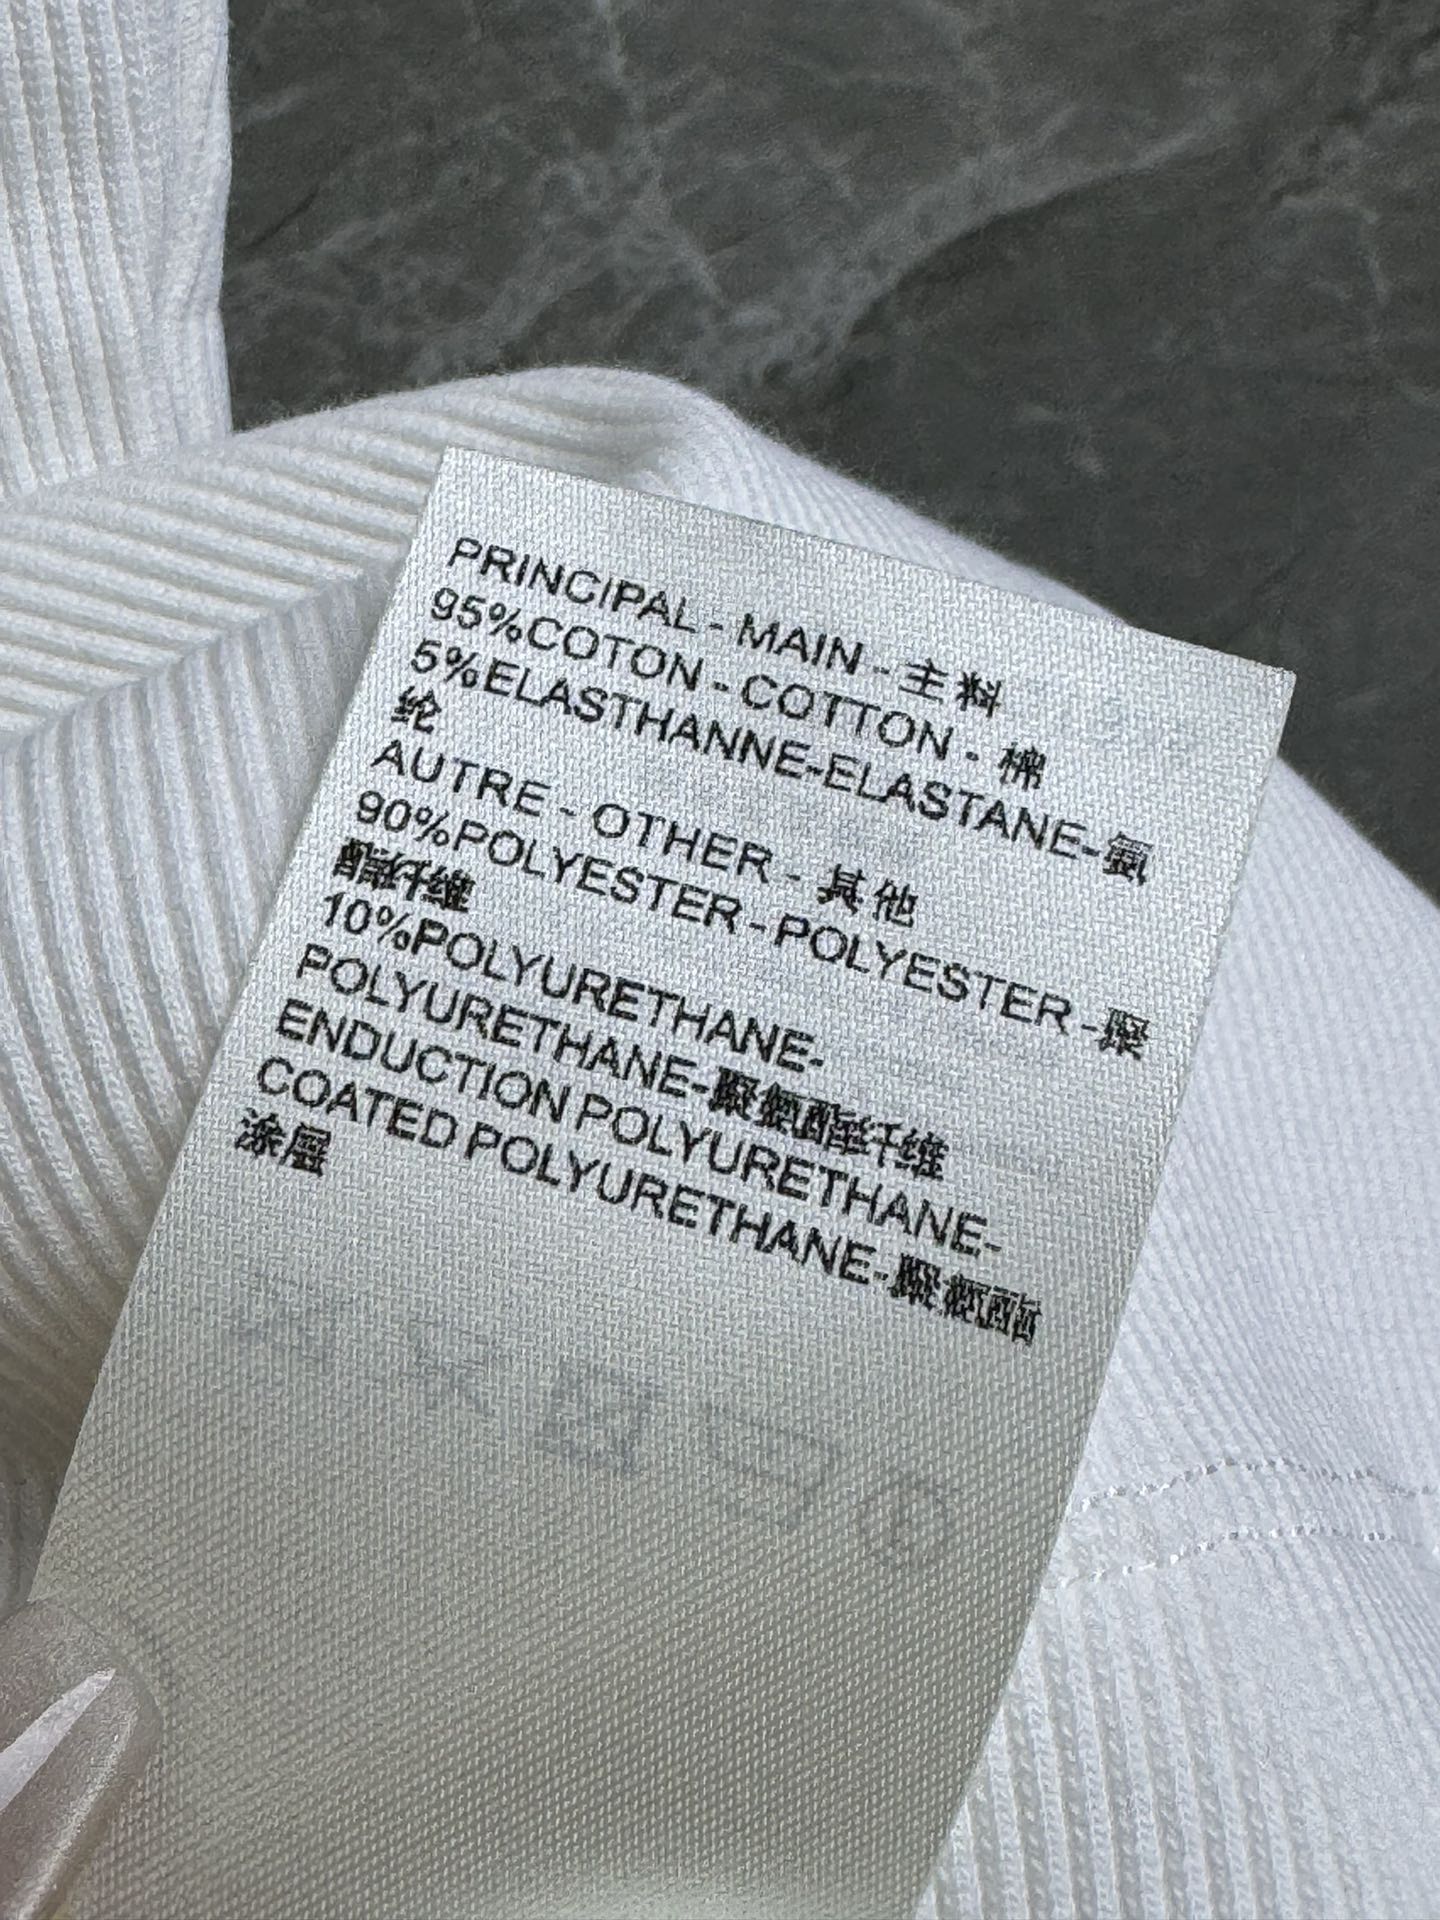 PRINCIPAL - MAIN - 主料
95%COTON - COTTON - 棉
5%ELASTHANNE-ELASTANE-氨
纶
AUTRE - OTHER - 其他
90%POLYESTER - POLYESTER - 聚
酯纤维
10%POLYURETHANE-
POLYURETHANE-聚氨酯纤维
ENDUCTION POLYURETHANE-
COATED POLYURETHANE-聚氨酯
涂层